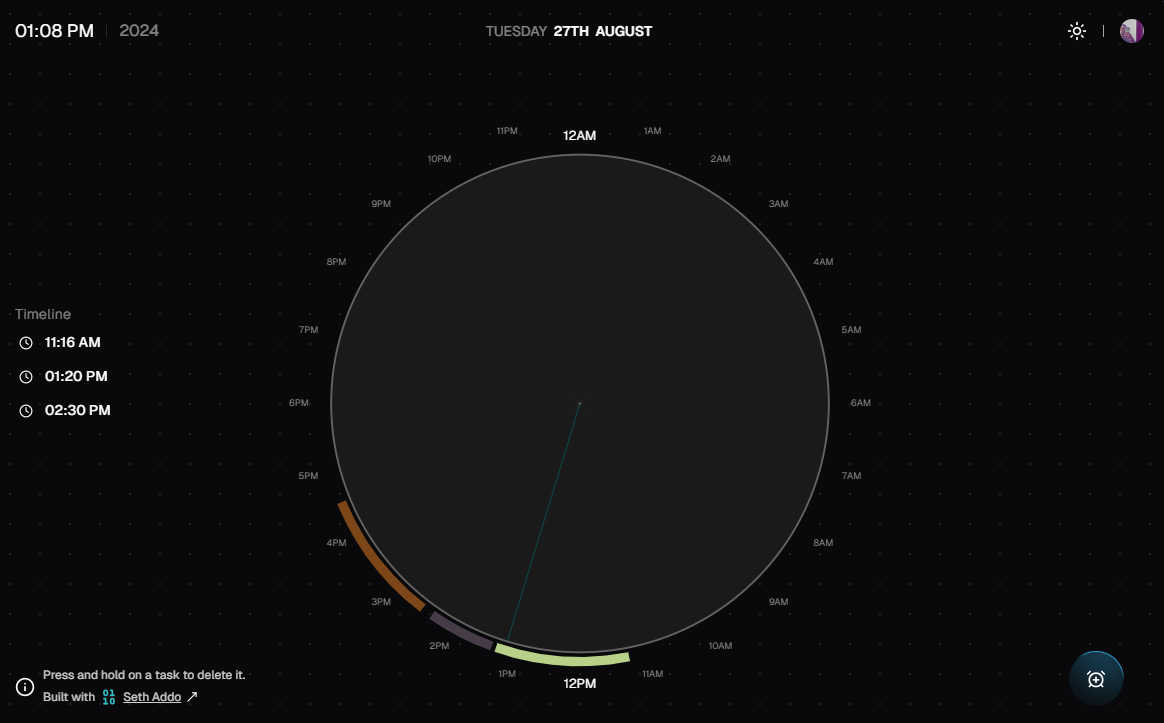 01:08 PM 2024
TUESDAY 27TH AUGUST
12AM
1AM
2AM
3AM
4AM
5AM
6AM
7AM
8AM
9AM
10AM
11AM
12PM
1PM
2PM
3PM
4PM
5PM
6PM
7PM
8PM
9PM
10PM
11PM
Timeline
11:16 AM
01:20 PM
02:30 PM
Press and hold on a task to delete it.
Built with 01 10 Seth Addo ↗